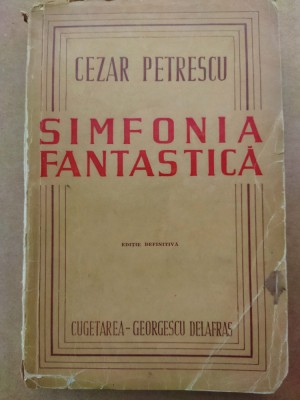 CEZAR PETRESCU
SIMFONIA
FANTASTICĂ
EDIȚIE DEFINITIVĂ
CUGETAREA-GEORGESCU DELAFRAS